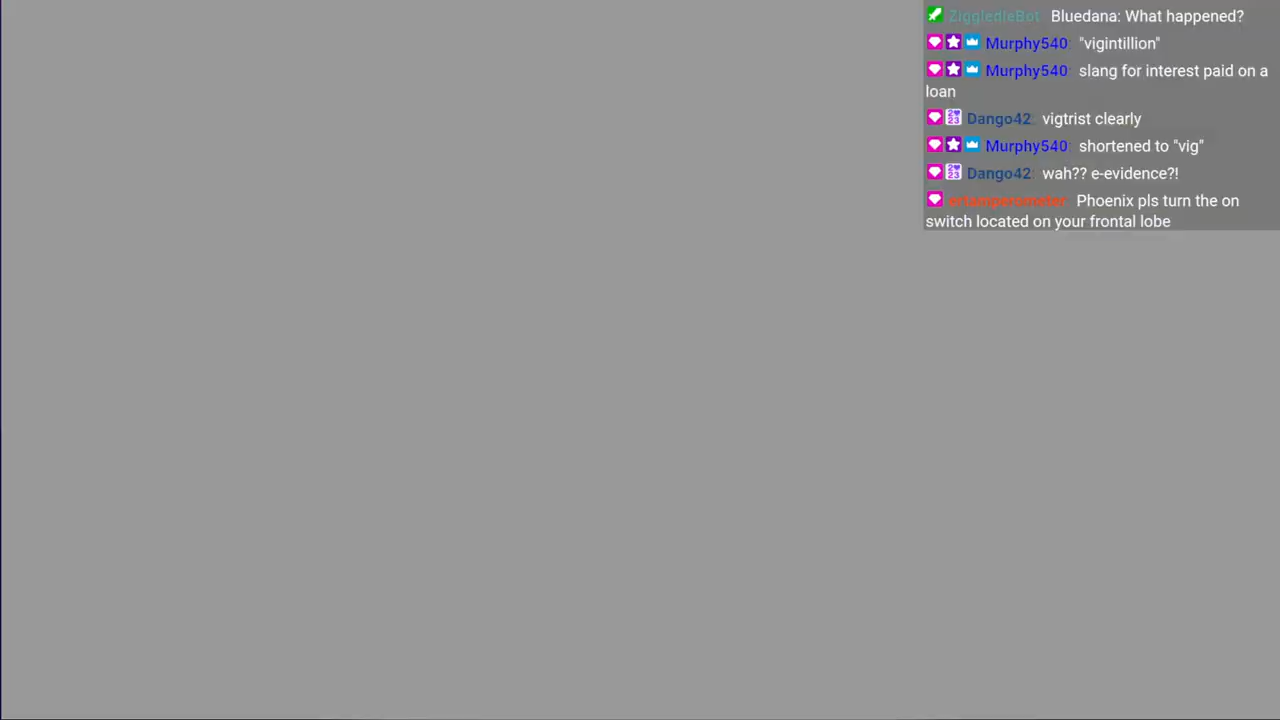 ZiggledieBot: Bluedana: What happened?
Murphy540: "vigintillion"
Murphy540: slang for interest paid on a
loan
Dango42: vigtrist clearly
Murphy540: shortened to "vig"
Dango42: wah?? e-evidence?!
Phoenix pls turn the on
switch located on your frontal lobe